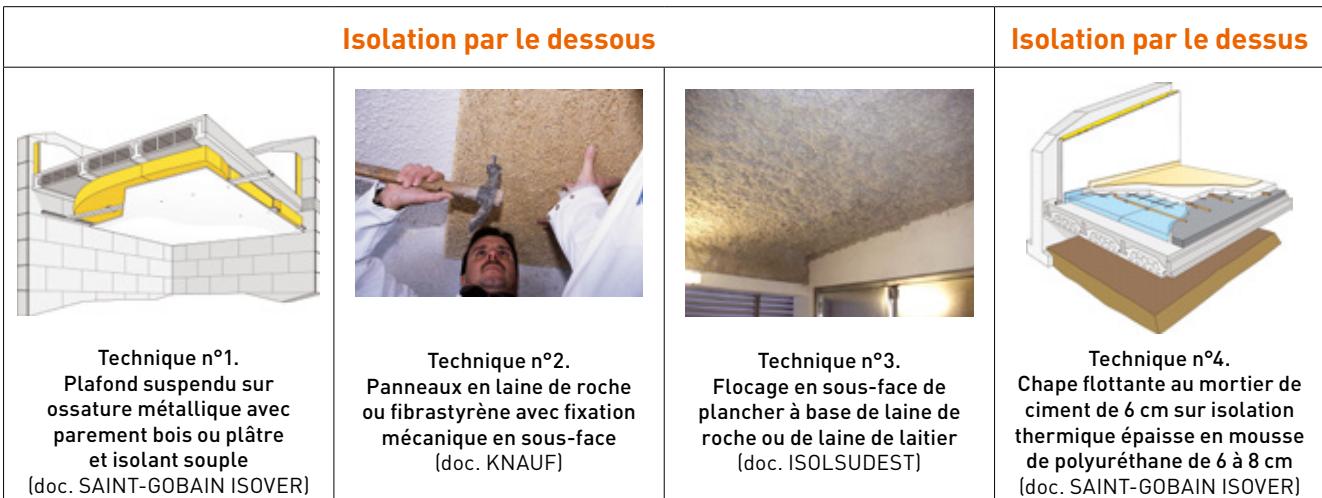 Isolation par le dessous
Isolation par le dessus
Technique n°1.
Plafond suspendu sur
ossature métallique avec
parement bois ou plâtre
et isolant souple
(doc. SAINT-GOBAIN ISOVER)
Technique n°2.
Panneaux en laine de roche
ou fibrastyrène avec fixation
mécanique en sous-face
(doc. KNAUF)
Technique n°3.
Flocage en sous-face de
plancher à base de laine de
roche ou de laine de laitier
(doc. ISOLSUDEST)
Technique n°4.
Chape flottante au mortier de
ciment de 6 cm sur isolation
thermique épaisse en mousse
de polyuréthane de 6 à 8 cm
(doc. SAINT-GOBAIN ISOVER)